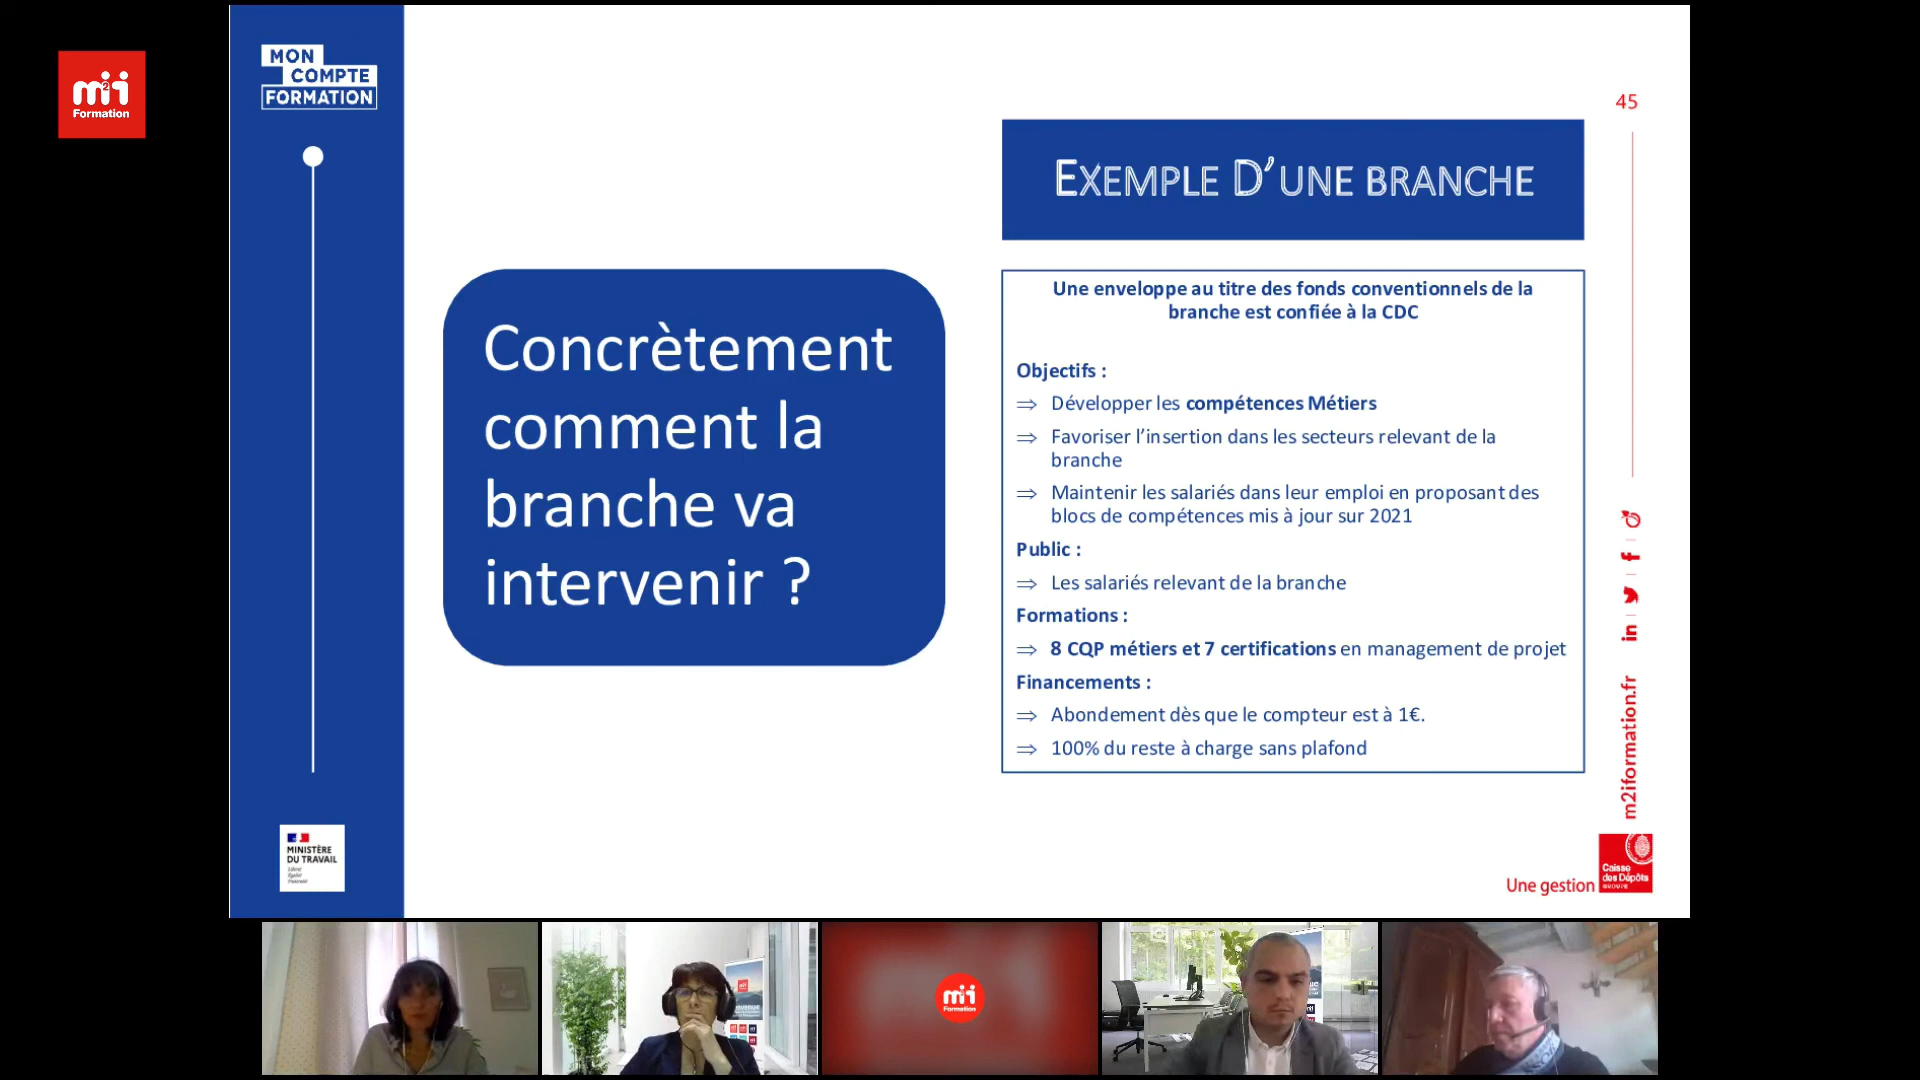 m2i
Formation
MON
COMPTE
FORMATION
45
EXEMPLE D'UNE BRANCHE
Concrètement
comment la
branche va
intervenir ?
Une enveloppe au titre des fonds conventionnels de la
branche est confiée à la CDC
Objectifs :
⇒ Développer les compétences Métiers
⇒ Favoriser l'insertion dans les secteurs relevant de la
branche
⇒ Maintenir les salariés dans leur emploi en proposant des
blocs de compétences mis à jour sur 2021
Public :
⇒ Les salariés relevant de la branche
Formations :
⇒ 8 CQP métiers et 7 certifications en management de projet
Financements :
⇒ Abondement dès que le compteur est à 1€.
⇒ 100% du reste à charge sans plafond
m2iformation.fr
MINISTÈRE
DU TRAVAIL
Liberté
Égalité
Fraternité
Une gestion
Caisse
des Dépôts
GROUPE
m2i
Formation